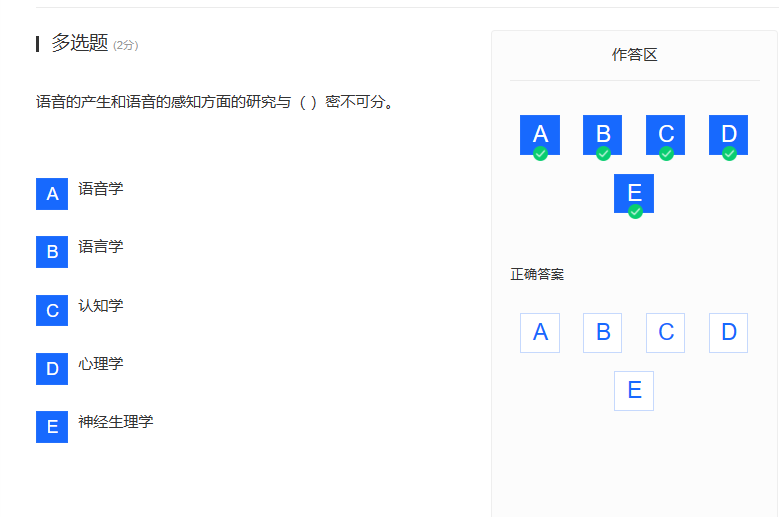 多选题 (2分)
语音的产生和语音的感知方面的研究与（ ）密不可分。
A 语音学
B 语言学
C 认知学
D 心理学
E 神经生理学
作答区
A B C D
E
正确答案
A B C D
E